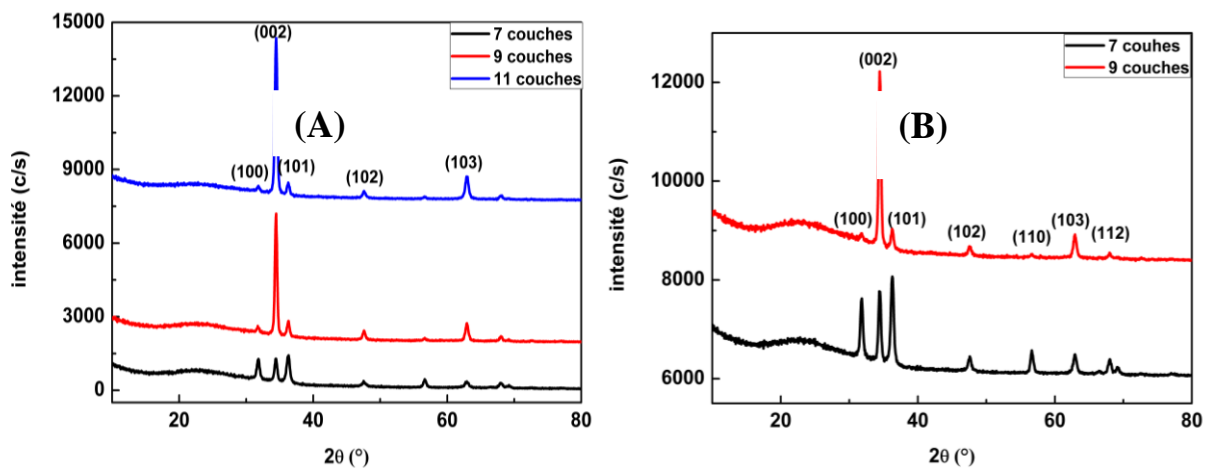 15000
12000
9000
6000
3000
0
intensité (c/s)
20
40
60
80
2θ (°)
7 couches
9 couches
11 couches
(A)
(002)
(100)
(101)
(102)
(103)
12000
10000
8000
6000
intensité (c/s)
20
40
60
80
2θ (°)
7 couhes
9 couches
(B)
(002)
(100)
(101)
(102)
(110)
(103)
(112)